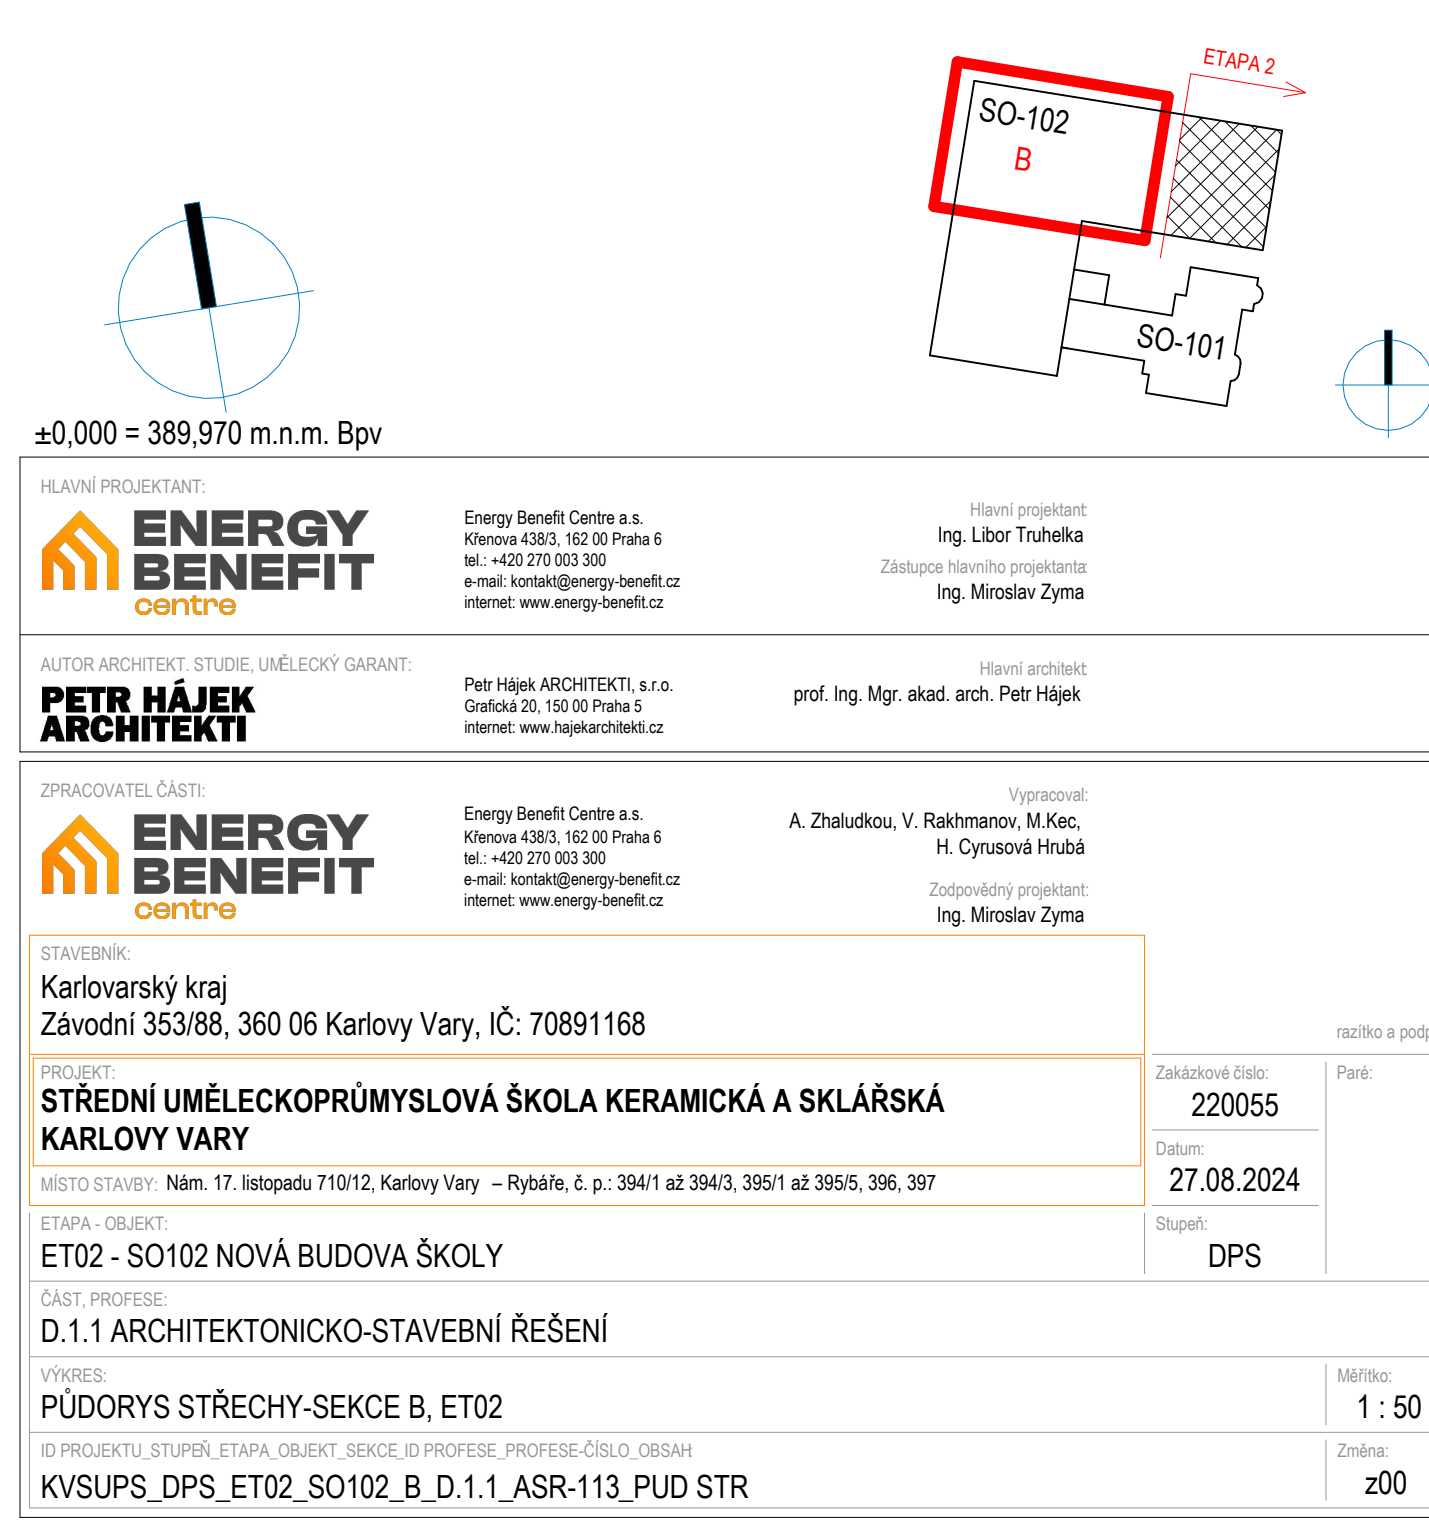 ETAPA 2
SO-102
B
SO-101
±0,000 = 389,970 m.n.m. Bpv
HLAVNÍ PROJEKTANT:
ENERGY
BENEFIT
centre
Energy Benefit Centre a.s.
Křenova 438/3, 162 00 Praha 6
tel.: +420 270 003 300
e-mail: kontakt@energy-benefit.cz
internet: www.energy-benefit.cz
Hlavní projektant:
Ing. Libor Truhelka
Zástupce hlavního projektanta:
Ing. Miroslav Zyma
AUTOR ARCHITEKT. STUDIE, UMĚLECKÝ GARANT:
PETR HÁJEK
ARCHITEKTI
Petr Hájek ARCHITEKTI, s.r.o.
Grafická 20, 150 00 Praha 5
internet: www.hajekarchitekti.cz
Hlavní architekt:
prof. Ing. Mgr. akad. arch. Petr Hájek
ZPRACOVATEL ČÁSTI:
ENERGY
BENEFIT
centre
Energy Benefit Centre a.s.
Křenova 438/3, 162 00 Praha 6
tel.: +420 270 003 300
e-mail: kontakt@energy-benefit.cz
internet: www.energy-benefit.cz
Vypracoval:
A. Zhaludkou, V. Rakhmanov, M.Kec,
H. Cyrusová Hrubá
Zodpovědný projektant:
Ing. Miroslav Zyma
STAVEBNÍK:
Karlovarský kraj
Závodní 353/88, 360 06 Karlovy Vary, IČ: 70891168
razítko a podp
PROJEKT:
STŘEDNÍ UMĚLECKOPRŮMYSLOVÁ ŠKOLA KERAMICKÁ A SKLÁŘSKÁ
KARLOVY VARY
MÍSTO STAVBY: Nám. 17. listopadu 710/12, Karlovy Vary – Rybáře, č. p.: 394/1 až 394/3, 395/1 až 395/5, 396, 397
Zakázkové číslo:
220055
Paré:
Datum:
27.08.2024
ETAPA - OBJEKT:
ET02 - SO102 NOVÁ BUDOVA ŠKOLY
Stupeň:
DPS
ČÁST, PROFESE:
D.1.1 ARCHITEKTONICKO-STAVEBNÍ ŘEŠENÍ
VÝKRES:
PŮDORYS STŘECHY-SEKCE B, ET02
Měřítko:
1 : 50
ID PROJEKTU_STUPEŇ_ETAPA_OBJEKT_SEKCE_ID PROFESE_PROFESE-ČÍSLO_OBSAH:
KVSUPS_DPS_ET02_SO102_B_D.1.1_ASR-113_PUD STR
Změna:
z00